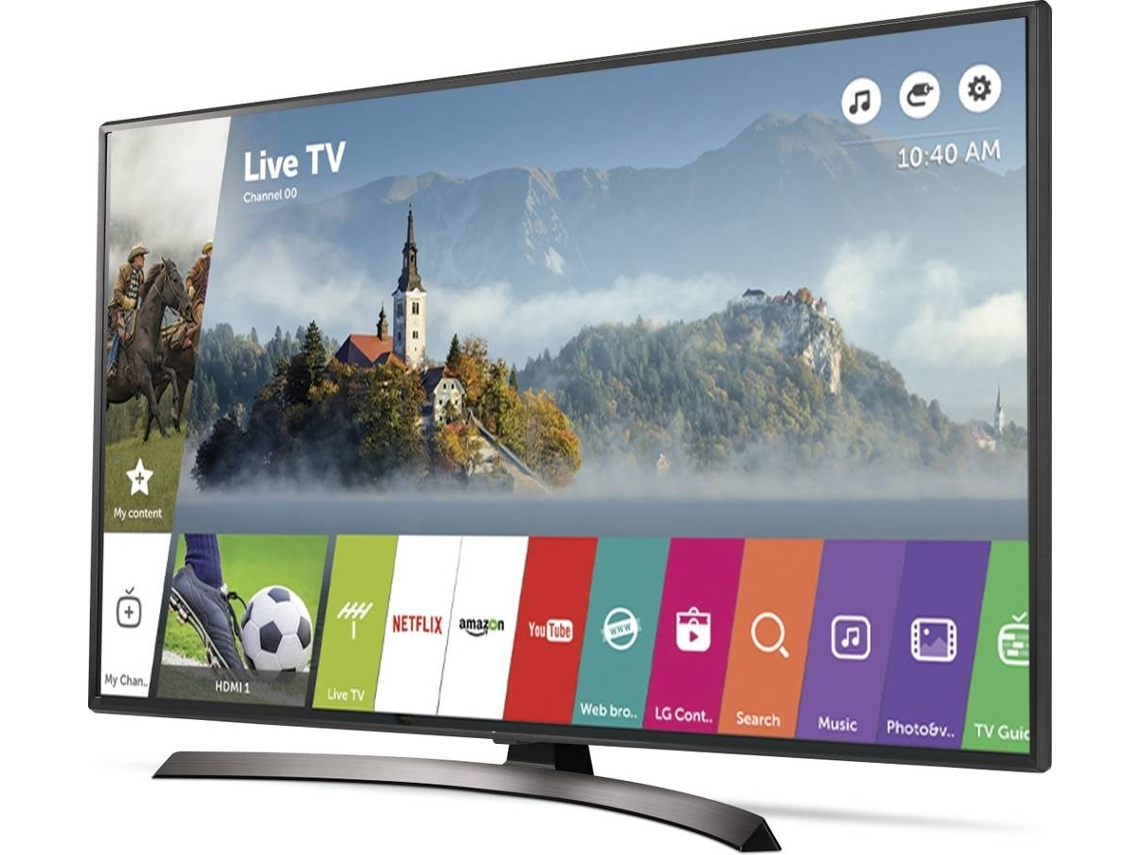 Live TV
Channel 00
10:40 AM
My content
My Chan..
HDMI 1
Live TV
NETFLIX
amazon
YouTube
WWW
Web bro..
LG Cont..
Search
Music
Photo&v..
TV Guid